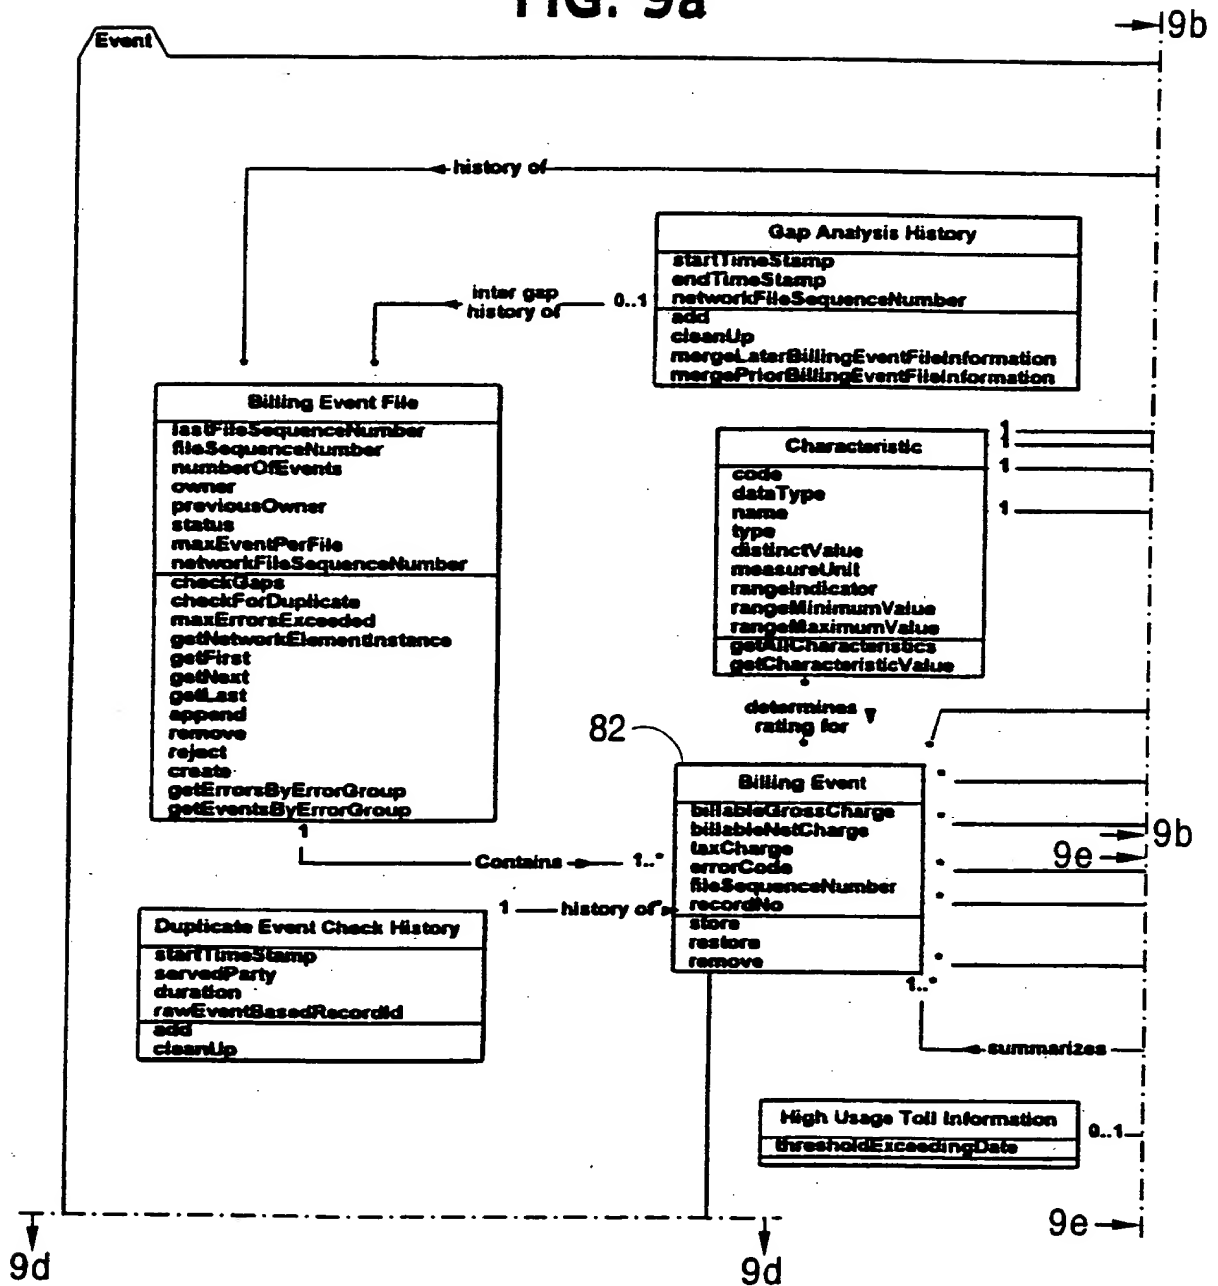 FIG. 9a
9b
Event
history of
Gap Analysis History
startTimeStamp
endTimeStamp
networkFileSequenceNumber
add
cleanUp
mergeLaterBillingEventFileInformation
mergePriorBillingEventFileInformation
inter gap
history of
0..1
*
*
Billing Event File
lastFileSequenceNumber
fileSequenceNumber
numberOfEvents
owner
previousOwner
status
maxEventPerFile
networkFileSequenceNumber
checkGaps
checkForDuplicate
maxErrorsExceeded
getNetworkElementInstance
getFirst
getNext
getLast
append
remove
reject
create
getErrorsByErrorGroup
getEventsByErrorGroup
1
Characteristic
code
dataType
name
type
distinctValue
measureUnit
rangeIndicator
rangeMinimumValue
rangeMaximumValue
getAllCharacteristics
getCharacteristicValue
1
1
1
1
*
determines
rating for
*
82
Billing Event
billableGrossCharge
billableNetCharge
taxCharge
errorCode
fileSequenceNumber
recordNo
store
restore
remove
*
*
*
*
*
*
9b
9e
Contains
1..*
1
history of
Duplicate Event Check History
startTimeStamp
servedParty
duration
rawEventBasedRecordId
add
cleanUp
1..*
summarizes
High Usage Toll Information
thresholdExceedingDate
0..1
9e
9d
9d